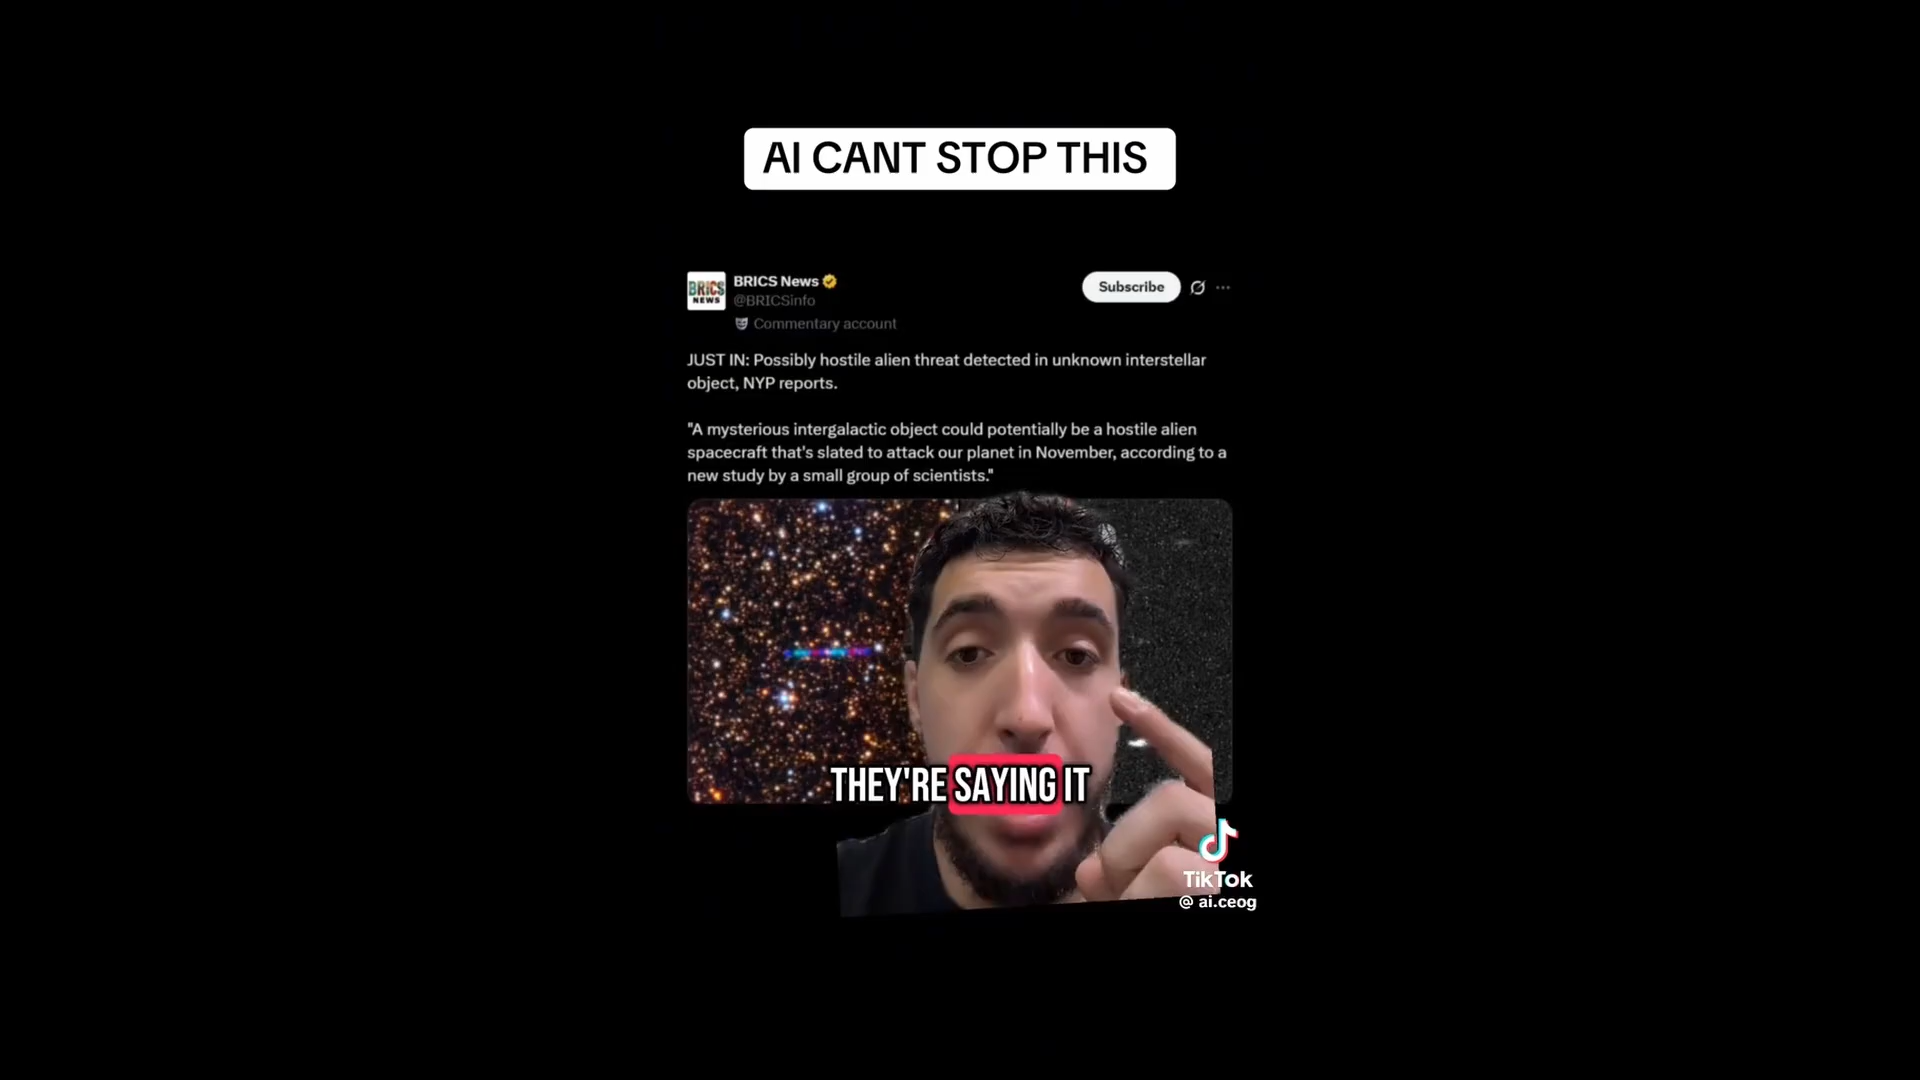 AI CANT STOP THIS
BRICS News
@BRICSinfo
Commentary account
Subscribe
BRICS
NEWS
JUST IN: Possibly hostile alien threat detected in unknown interstellar
object, NYP reports.
"A mysterious intergalactic object could potentially be a hostile alien
spacecraft that's slated to attack our planet in November, according to a
new study by a small group of scientists."
THEY'RE SAYING IT
TikTok
@ ai.ceog